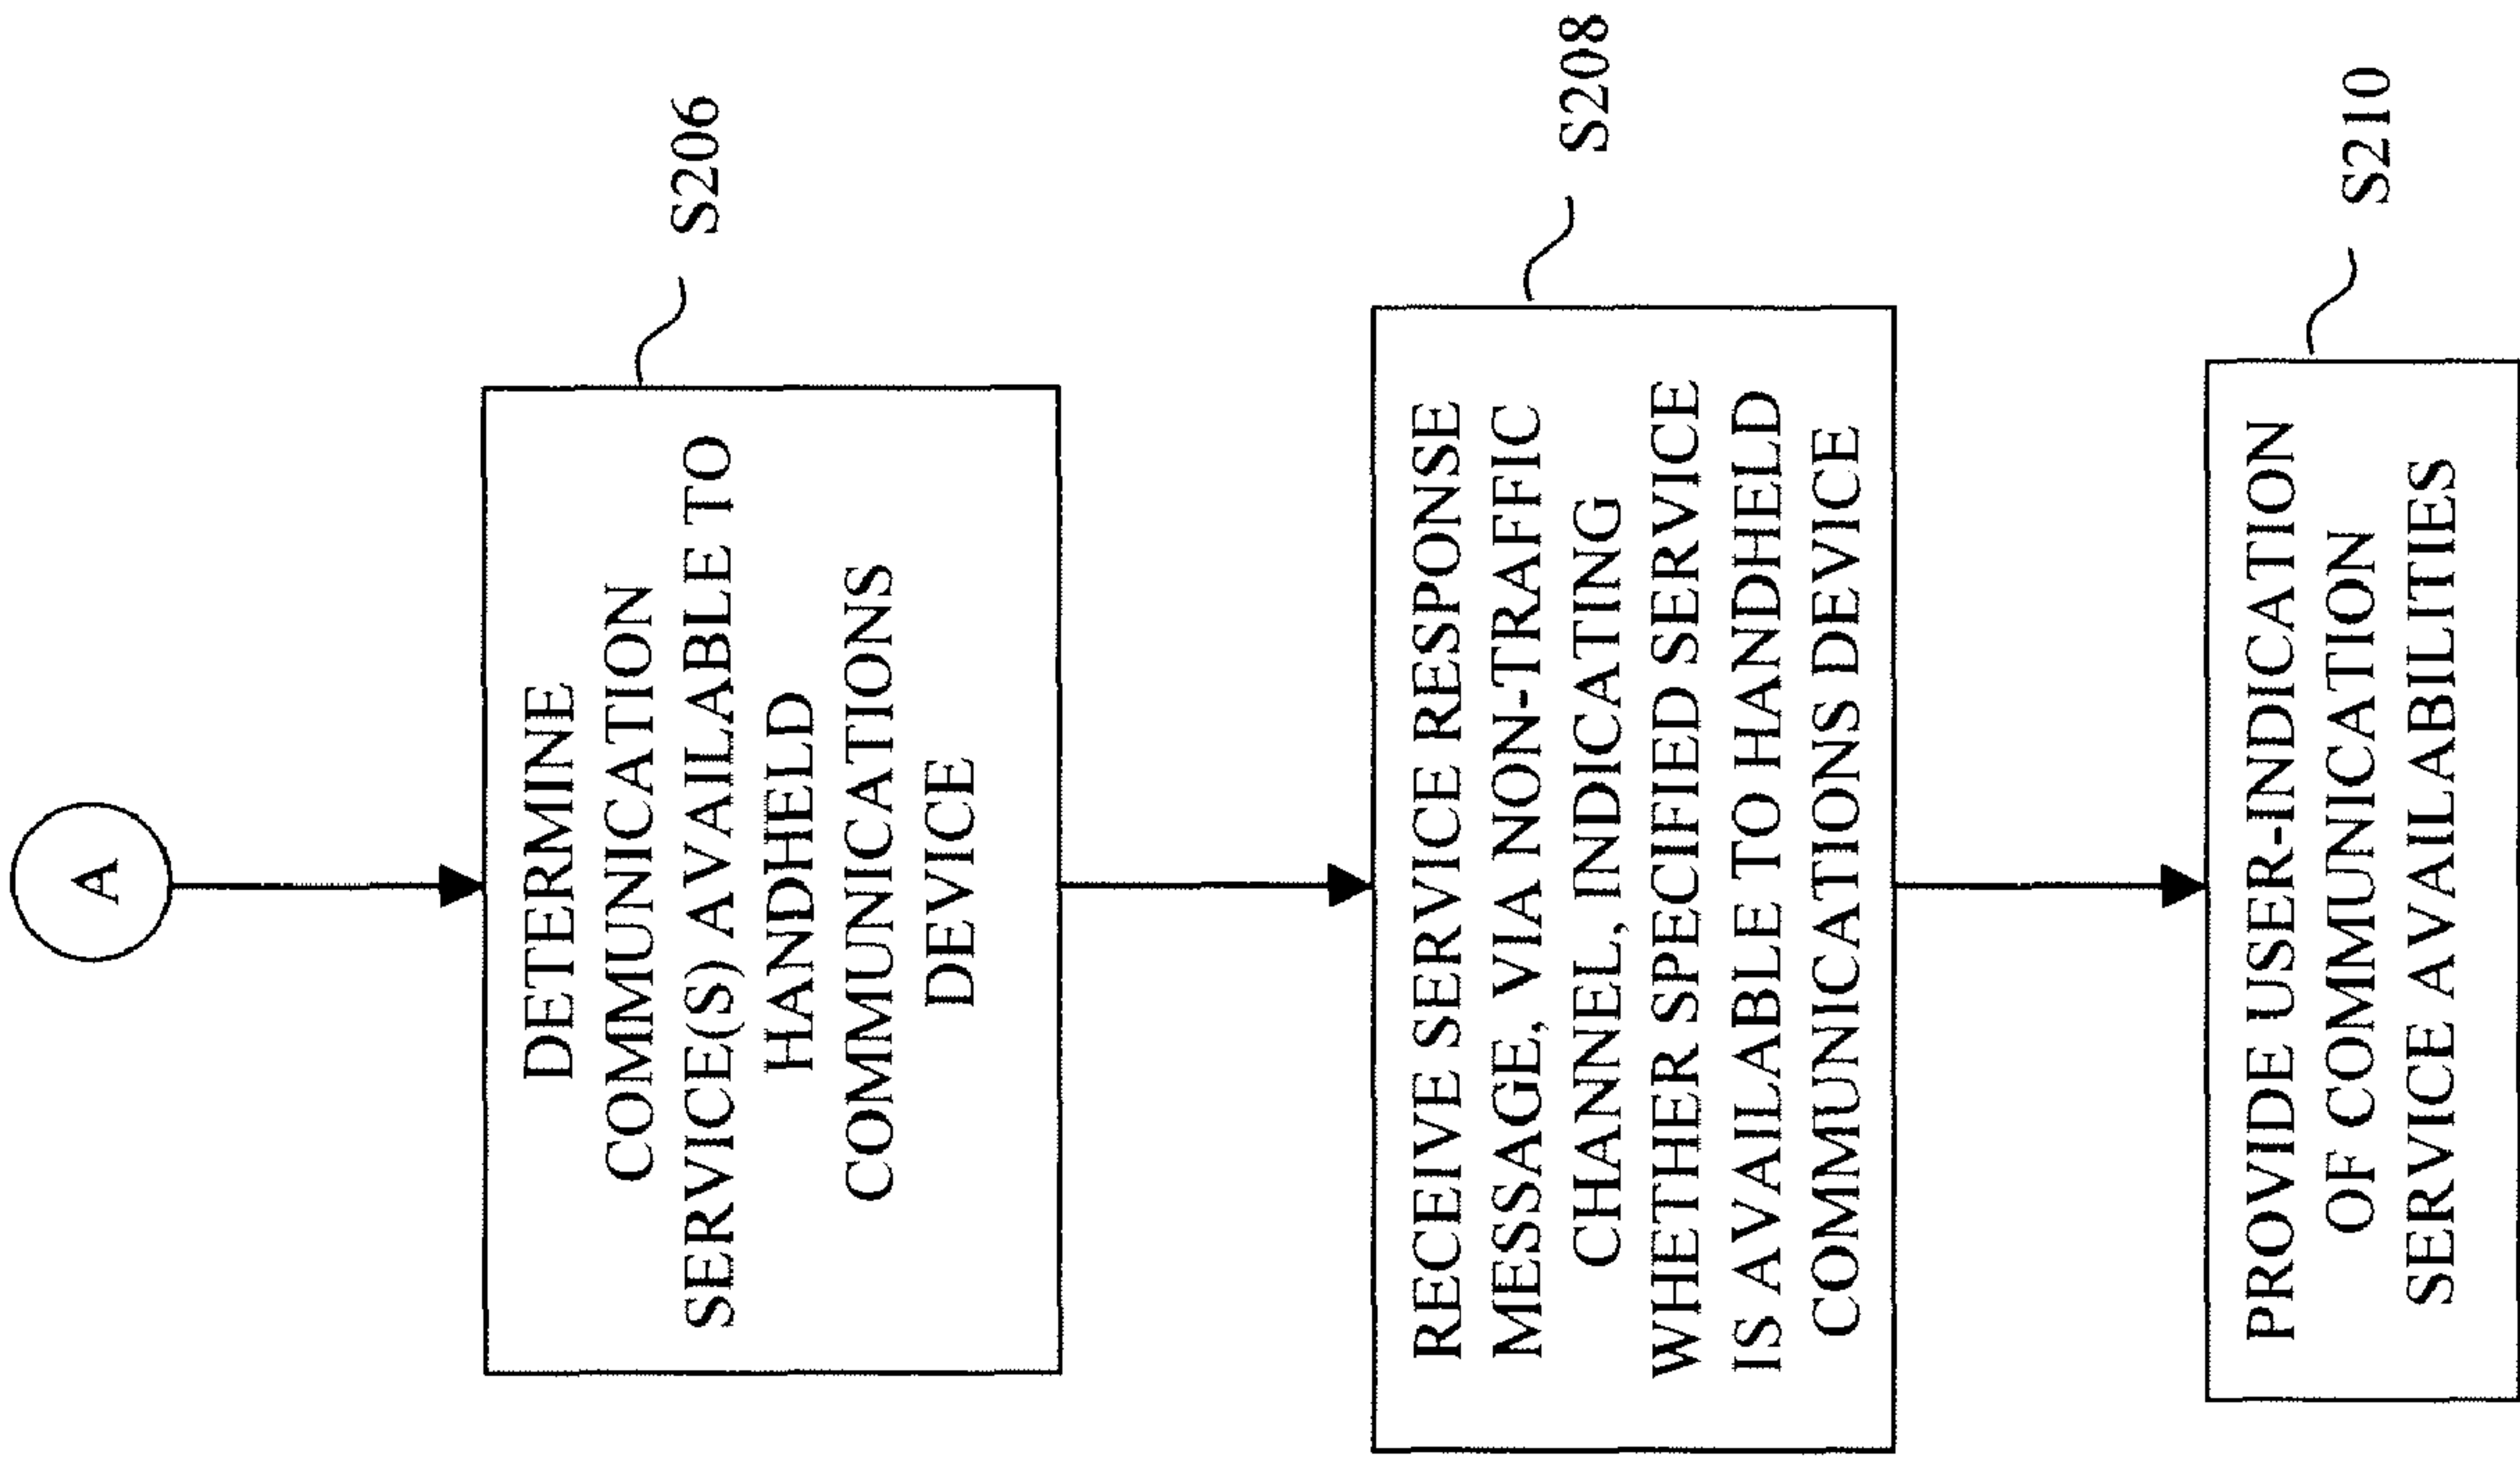 A
DETERMINE
COMMUNICATION
SERVICE(S) AVAILABLE TO
HANDHELD
COMMUNICATIONS
DEVICE
S206
RECEIVE SERVICE RESPONSE
MESSAGE, VIA NON-TRAFFIC
CHANNEL, INDICATING
WHETHER SPECIFIED SERVICE
IS AVAILABLE TO HANDHELD
COMMUNICATIONS DEVICE
S208
PROVIDE USER-INDICATION
OF COMMUNICATION
SERVICE AVAILABILITIES
S210